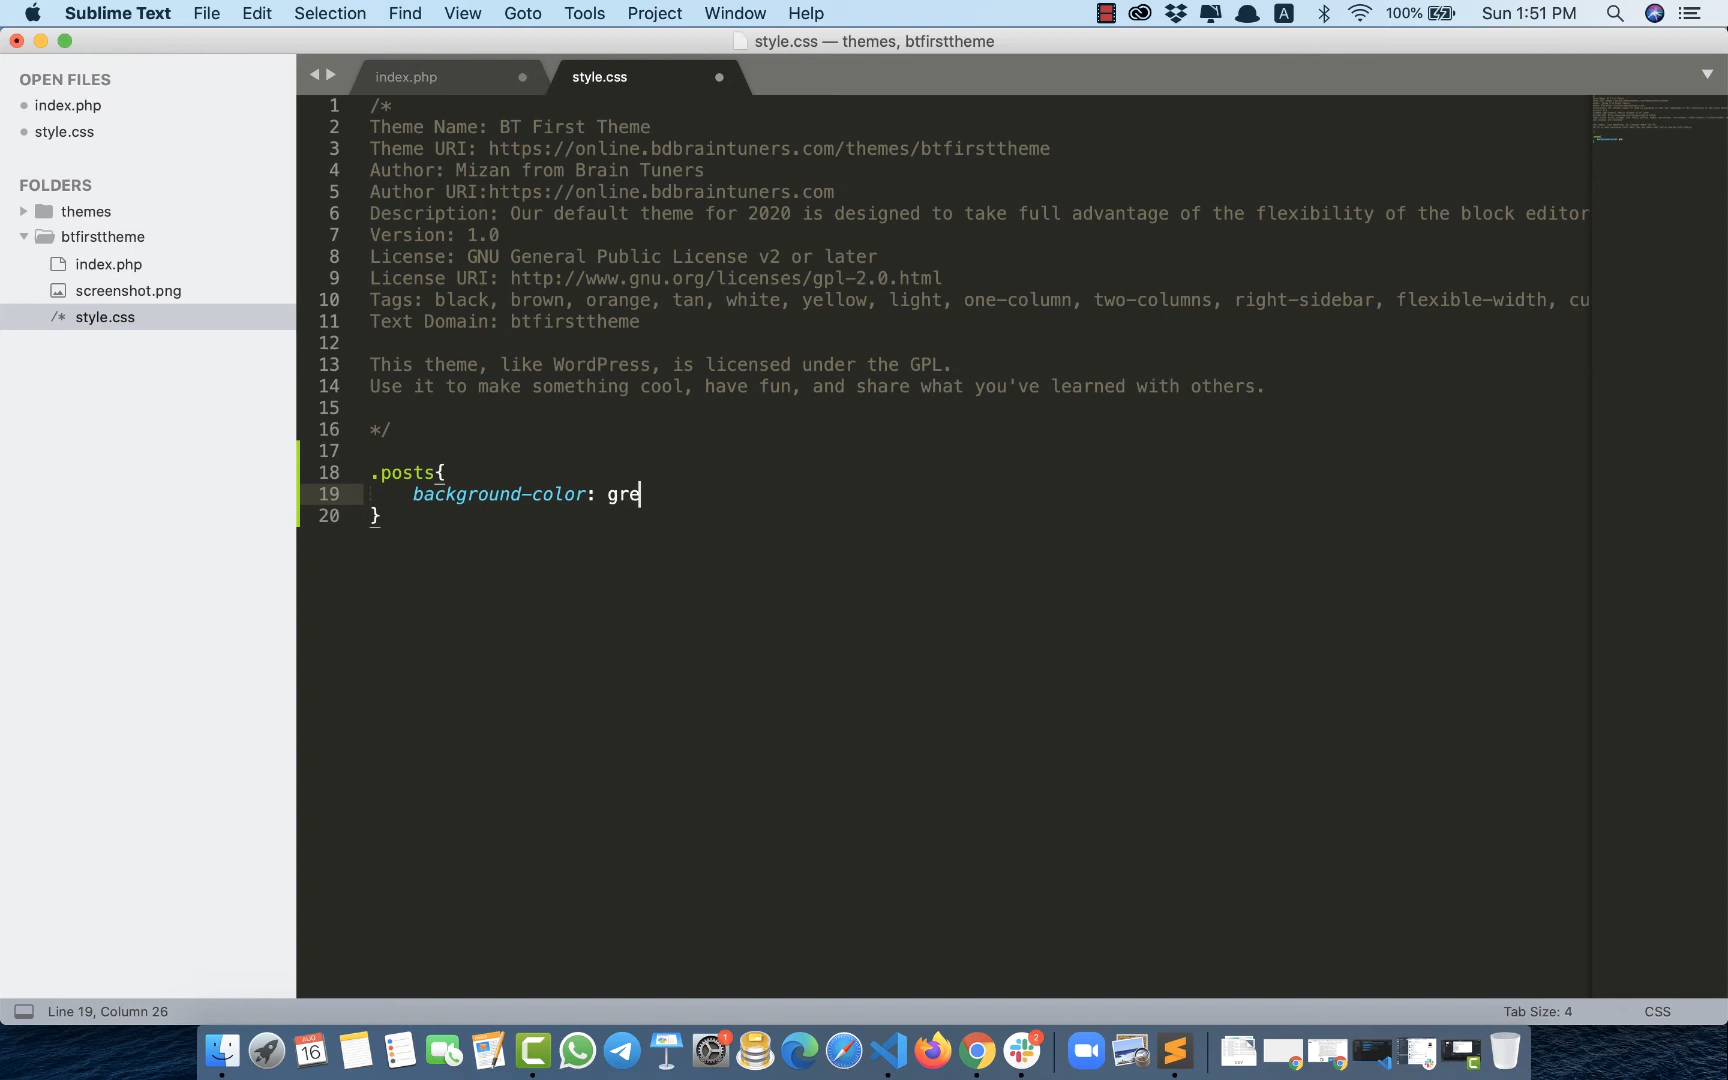 Sublime Text File Edit Selection Find View Goto Tools Project Window Help 100% Sun 1:51 PM
style.css — themes, btfirsttheme
OPEN FILES
index.php
style.css
FOLDERS
themes
btfirsttheme
index.php
screenshot.png
/* style.css
index.php style.css
1 /*
2 Theme Name: BT First Theme
3 Theme URI: https://online.bdbraintuners.com/themes/btfirsttheme
4 Author: Mizan from Brain Tuners
5 Author URI:https://online.bdbraintuners.com
6 Description: Our default theme for 2020 is designed to take full advantage of the flexibility of the block editor
7 Version: 1.0
8 License: GNU General Public License v2 or later
9 License URI: http://www.gnu.org/licenses/gpl-2.0.html
10 Tags: black, brown, orange, tan, white, yellow, light, one-column, two-columns, right-sidebar, flexible-width, cu
11 Text Domain: btfirsttheme
12
13 This theme, like WordPress, is licensed under the GPL.
14 Use it to make something cool, have fun, and share what you've learned with others.
15
16 */
17
18 .posts{
19 background-color: gre
20 }
Line 19, Column 26 Tab Size: 4 CSS
AUG
16
1
2